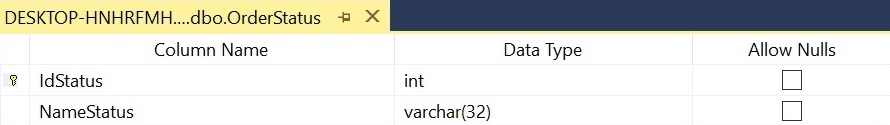 DESKTOP-HNHRFMH....dbo.OrderStatus
Column Name Data Type Allow Nulls
IdStatus int
NameStatus varchar(32)